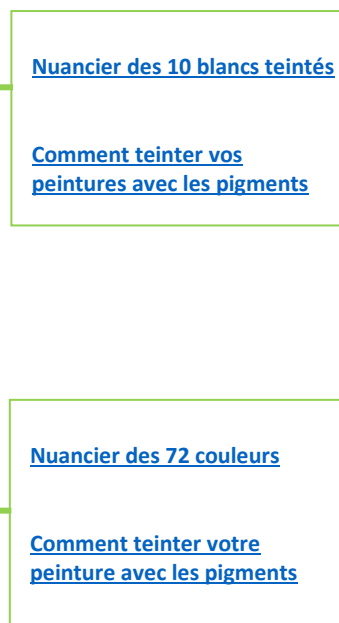 Nuancier des 10 blancs teintés
Comment teinter vos
peintures avec les pigments
Nuancier des 72 couleurs
Comment teinter votre
peinture avec les pigments